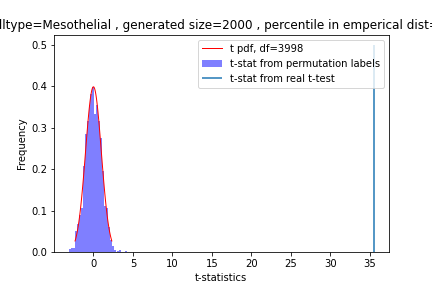 lltype=Mesothelial , generated size=2000 , percentile in emperical dist=
t pdf, df=3998
t-stat from permutation labels
t-stat from real t-test
0.5
0.4
0.3
0.2
0.1
0.0
Frequency
0 5 10 15 20 25 30 35
t-statistics